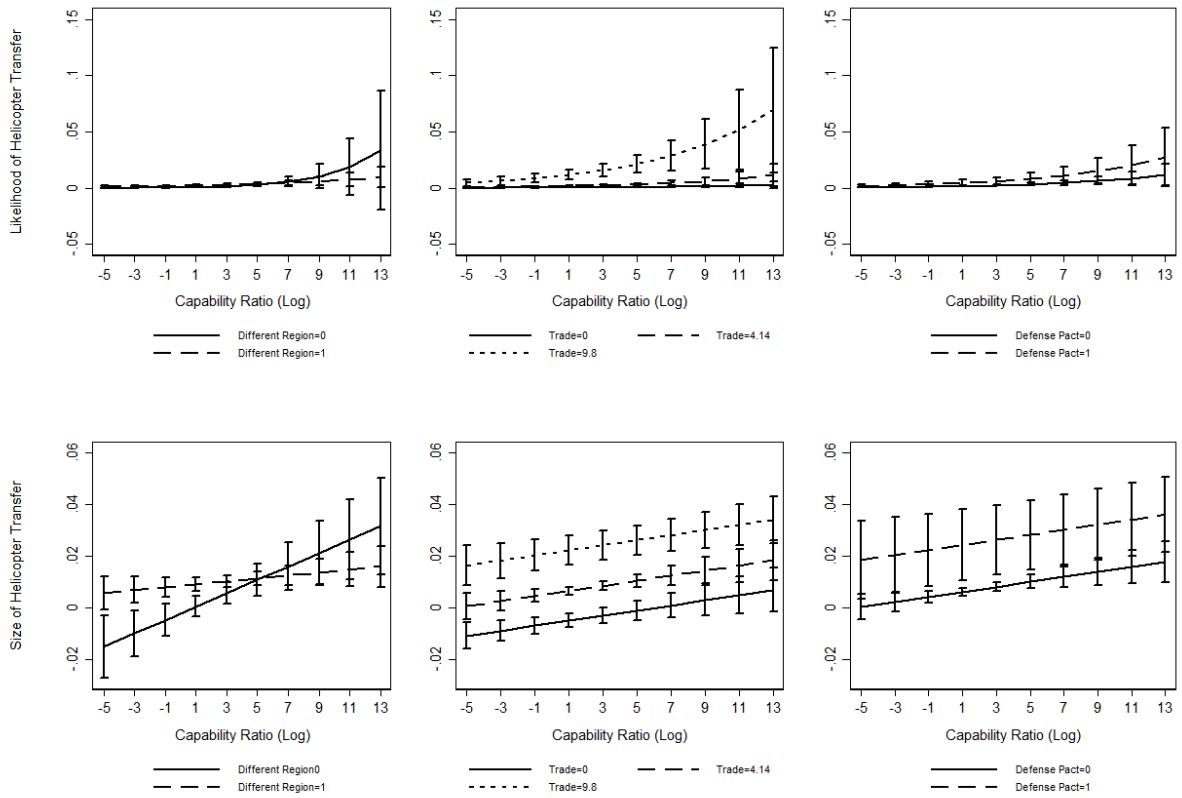 Likelihood of Helicopter Transfer
.15
.1
.05
0
-.05
-5 -3 -1 1 3 5 7 9 11 13
Capability Ratio (Log)
Different Region=0
Different Region=1
.15
.1
.05
0
-.05
-5 -3 -1 1 3 5 7 9 11 13
Capability Ratio (Log)
Trade=0 Trade=4.14
Trade=9.8
.15
.1
.05
0
-.05
-5 -3 -1 1 3 5 7 9 11 13
Capability Ratio (Log)
Defense Pact=0
Defense Pact=1
Size of Helicopter Transfer
.06
.04
.02
0
-.02
-5 -3 -1 1 3 5 7 9 11 13
Capability Ratio (Log)
Different Region0
Different Region=1
.06
.04
.02
0
-.02
-5 -3 -1 1 3 5 7 9 11 13
Capability Ratio (Log)
Trade=0 Trade=4.14
Trade=9.8
.06
.04
.02
0
-.02
-5 -3 -1 1 3 5 7 9 11 13
Capability Ratio (Log)
Defense Pact=0
Defense Pact=1